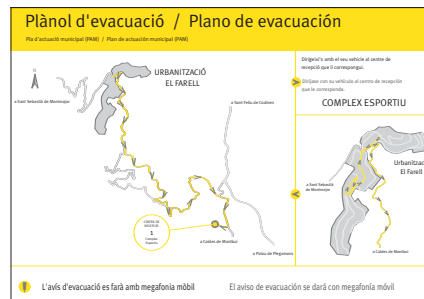 Plànol d'evacuació / Plano de evacuación
Pla d'actuació municipal (PAM) / Plan de actuación municipal (PAM)
URBANITZACIÓ
EL FARELL
a Sant Sebastià de Montmajor
a Sant Feliu de Codines
CENTRE DE
RECEPCIÓ
1
Complex
Esportiu
a Caldes de Montbui
a Palau de Plegamans
Dirigeixi's amb el seu vehicle al centre de
recepció que li correspongui.
Diríjase con su vehículo al centro de recepción
que le corresponda.
COMPLEX ESPORTIU
Urbanitzac
El Farell
a Sant Sebastià
de Montmajor
a Caldes de Montbui
L'avís d'evacuació es farà amb megafonia mòbil
El aviso de evacuación se dará con megafonía móvil